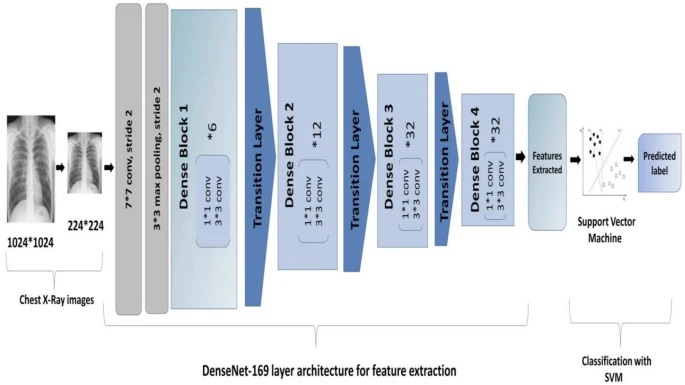 1024*1024
224*224
Chest X-Ray images
7*7 conv, stride 2
3*3 max pooling, stride 2
Dense Block 1
1*1 conv
3*3 conv
*6
Transition Layer
Dense Block 2
1*1 conv
3*3 conv
*12
Transition Layer
Dense Block 3
1*1 conv
3*3 conv
*32
Transition Layer
Dense Block 4
1*1 conv
3*3 conv
*32
Features
Extracted
Support Vector
Machine
Predicted
label
DenseNet-169 layer architecture for feature extraction
Classification with
SVM